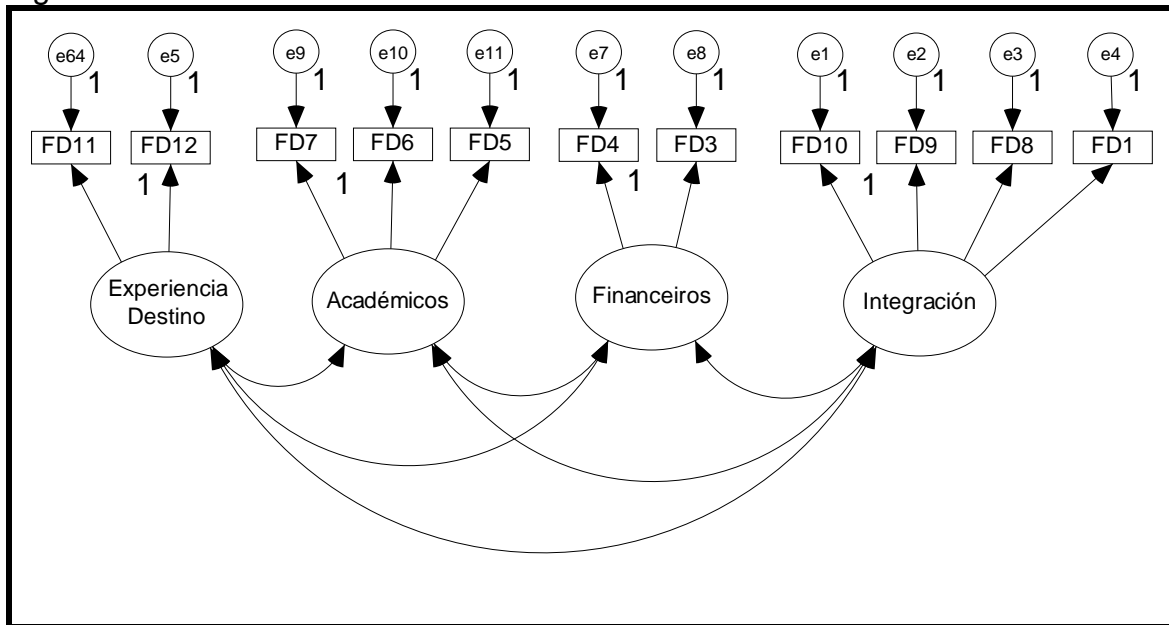 e64 e5 e9 e10 e11 e7 e8 e1 e2 e3 e4
1 1 1 1 1 1 1 1 1 1 1
FD11 FD12 FD7 FD6 FD5 FD4 FD3 FD10 FD9 FD8 FD1
1 1 1 1
Experiencia
Destino
Académicos
Financeiros
Integración